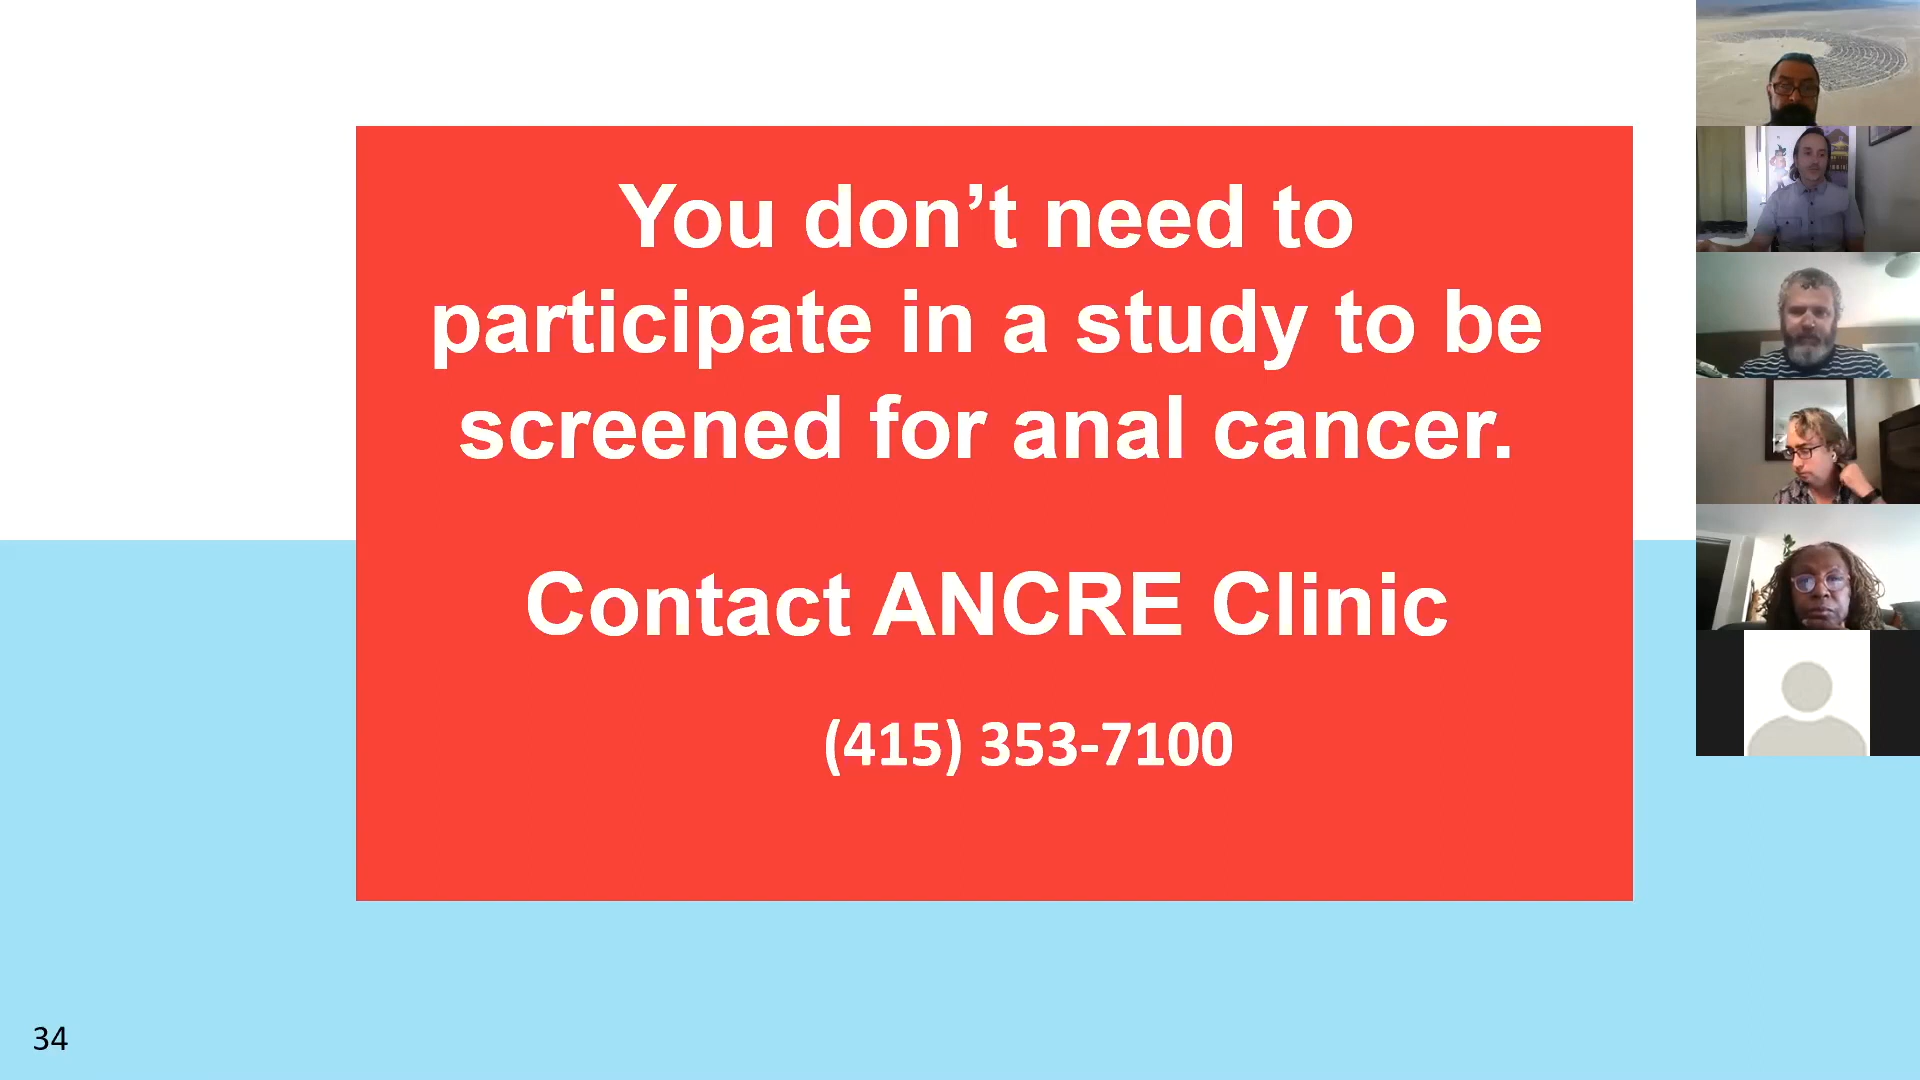 You don’t need to
participate in a study to be
screened for anal cancer.
Contact ANCRE Clinic
(415) 353-7100
34